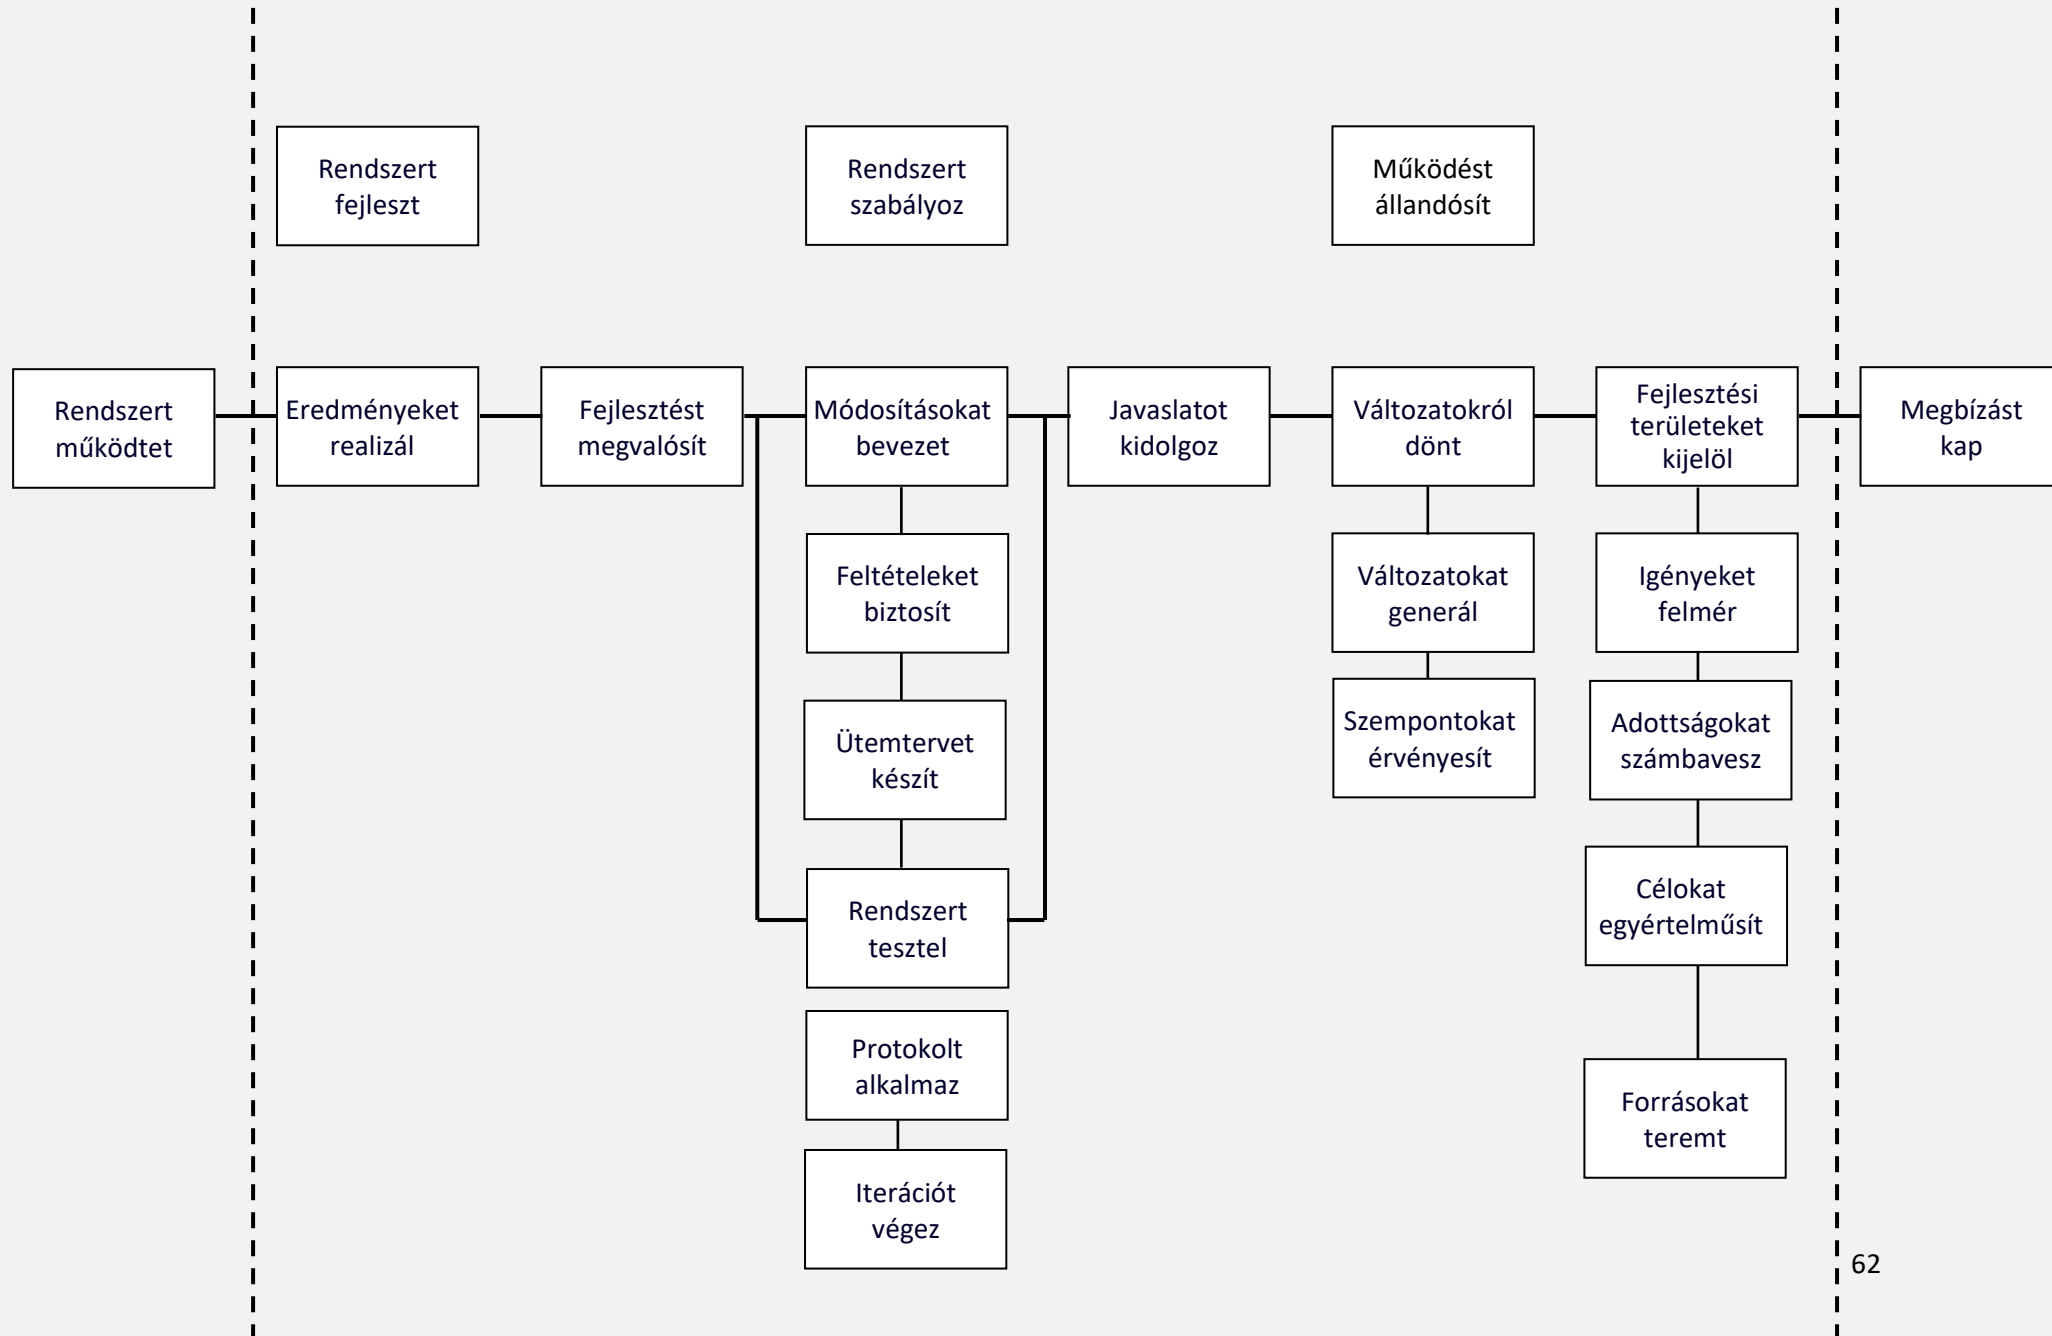 Rendszert
fejleszt
Rendszert
szabályoz
Működést
állandósít
Rendszert
működtet
Eredményeket
realizál
Fejlesztést
megvalósít
Módosításokat
bevezet
Javaslatot
kidolgoz
Változatokról
dönt
Fejlesztési
területeket
kijelöl
Megbízást
kap
Feltételeket
biztosít
Változatokat
generál
Igényeket
felmér
Ütemtervet
készít
Szempontokat
érvényesít
Adottságokat
számbavesz
Rendszert
tesztel
Célokat
egyértelműsít
Protokolt
alkalmaz
Forrásokat
teremt
Iterációt
végez
62